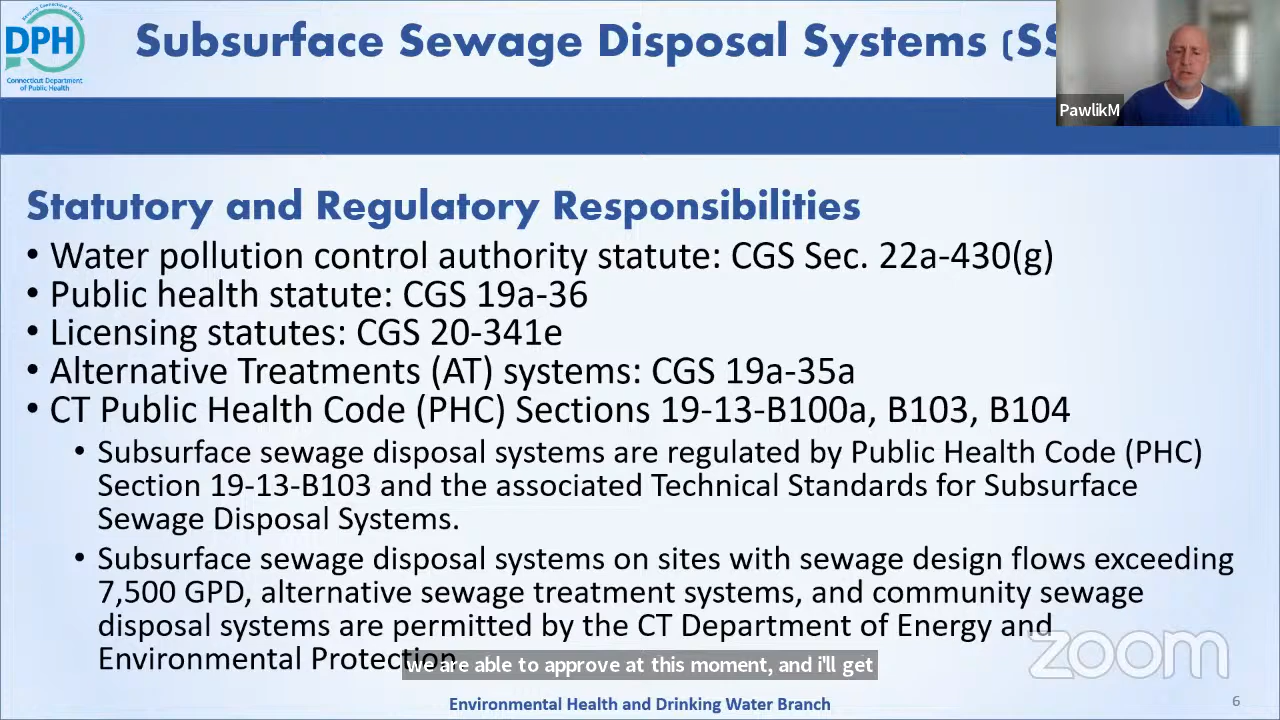 Keeping Connecticut Healthy
DPH
Connecticut Department
of Public Health
Subsurface Sewage Disposal Systems (SS
PawlikM
Statutory and Regulatory Responsibilities
• Water pollution control authority statute: CGS Sec. 22a-430(g)
• Public health statute: CGS 19a-36
• Licensing statutes: CGS 20-341e
• Alternative Treatments (AT) systems: CGS 19a-35a
• CT Public Health Code (PHC) Sections 19-13-B100a, B103, B104
• Subsurface sewage disposal systems are regulated by Public Health Code (PHC)
Section 19-13-B103 and the associated Technical Standards for Subsurface
Sewage Disposal Systems.
• Subsurface sewage disposal systems on sites with sewage design flows exceeding
7,500 GPD, alternative sewage treatment systems, and community sewage
disposal systems are permitted by the CT Department of Energy and
Environmental Protection
we are able to approve at this moment, and i'll get
zoom
Environmental Health and Drinking Water Branch
6